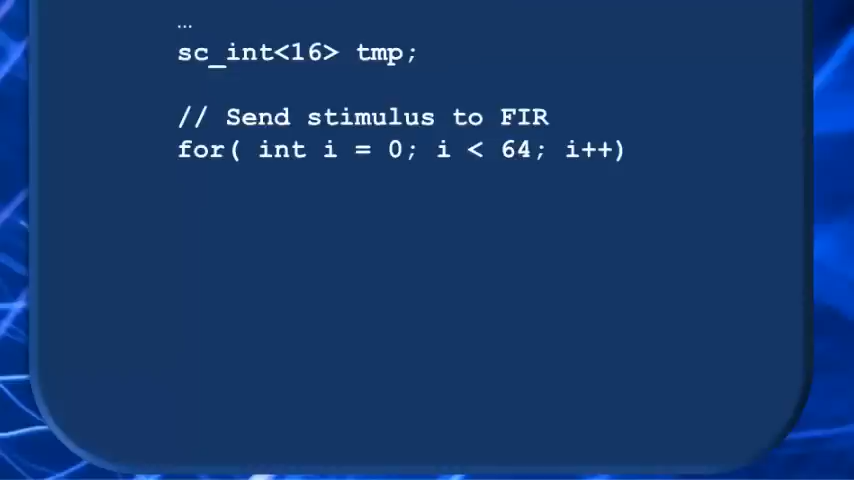 ...
sc_int<16> tmp;
// Send stimulus to FIR
for( int i = 0; i < 64; i++)